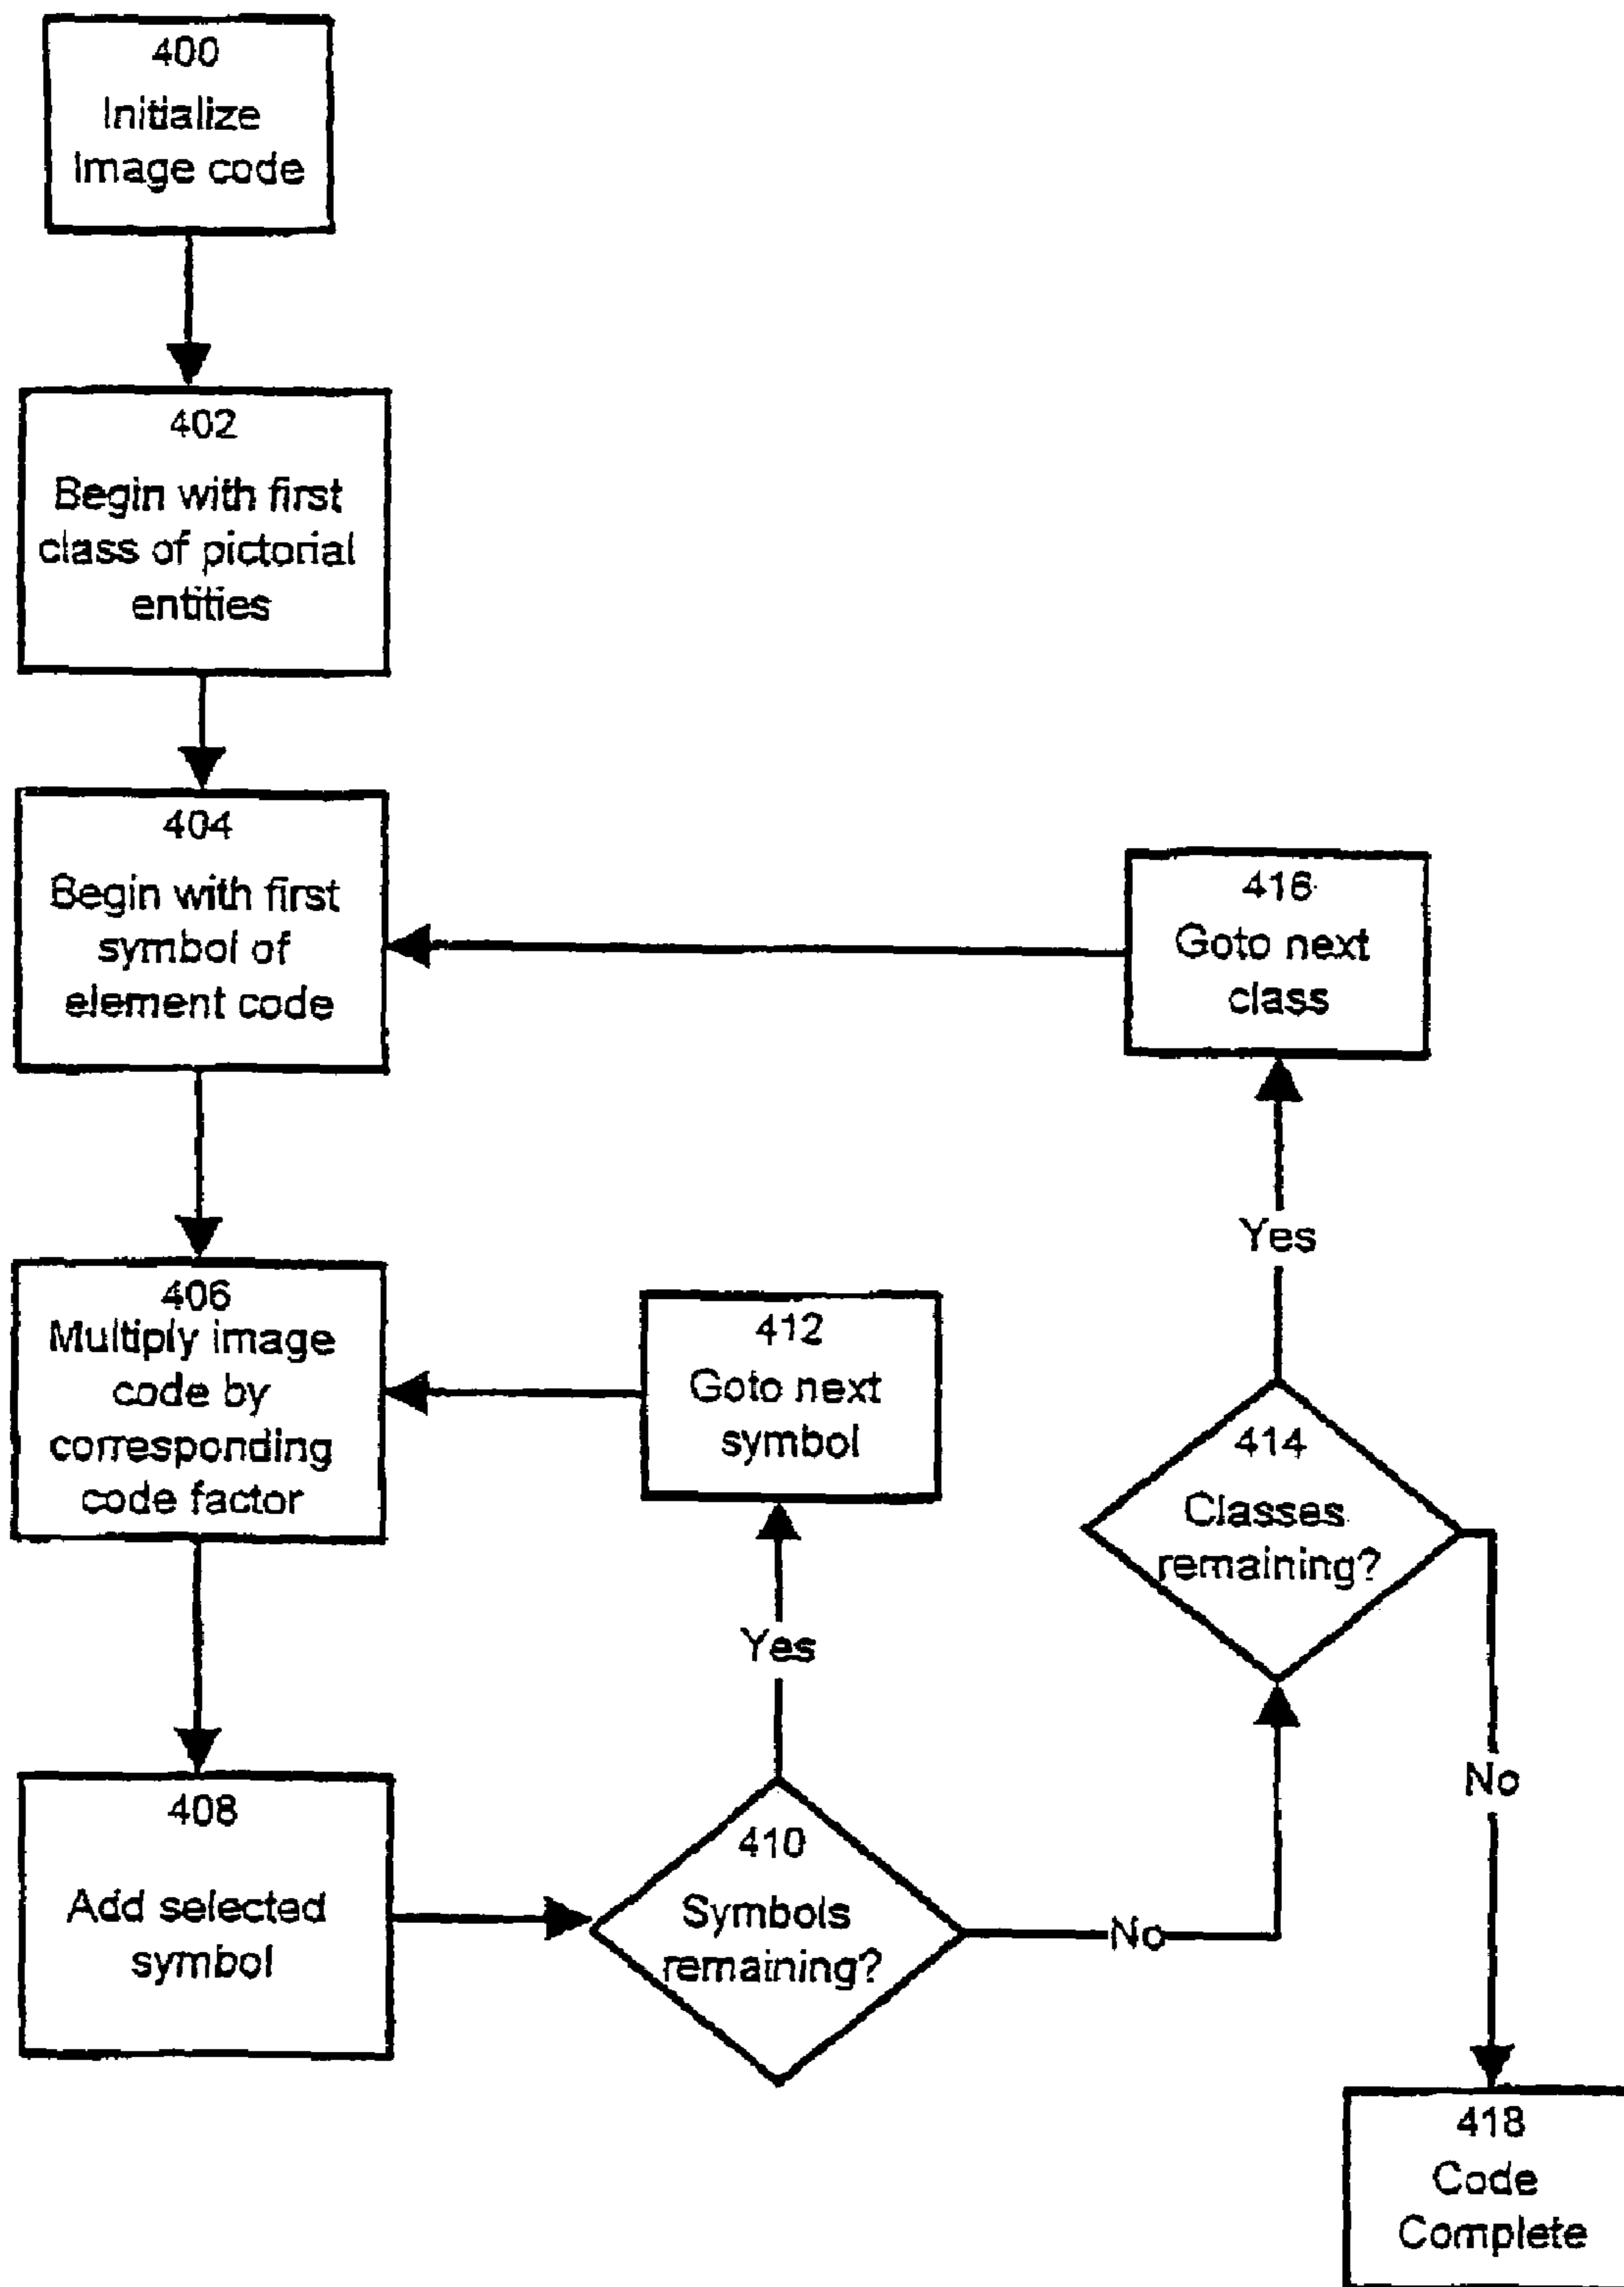 400
Initialize
Image code
402
Begin with first
class of pictorial
entities
404
Begin with first
symbol of
element code
416
Goto next
class
Yes
406
Multiply image
code by
corresponding
code factor
412
Goto next
symbol
414
Classes
remaining?
Yes
408
Add selected
symbol
410
Symbols
remaining?
No
No
418
Code
Complete